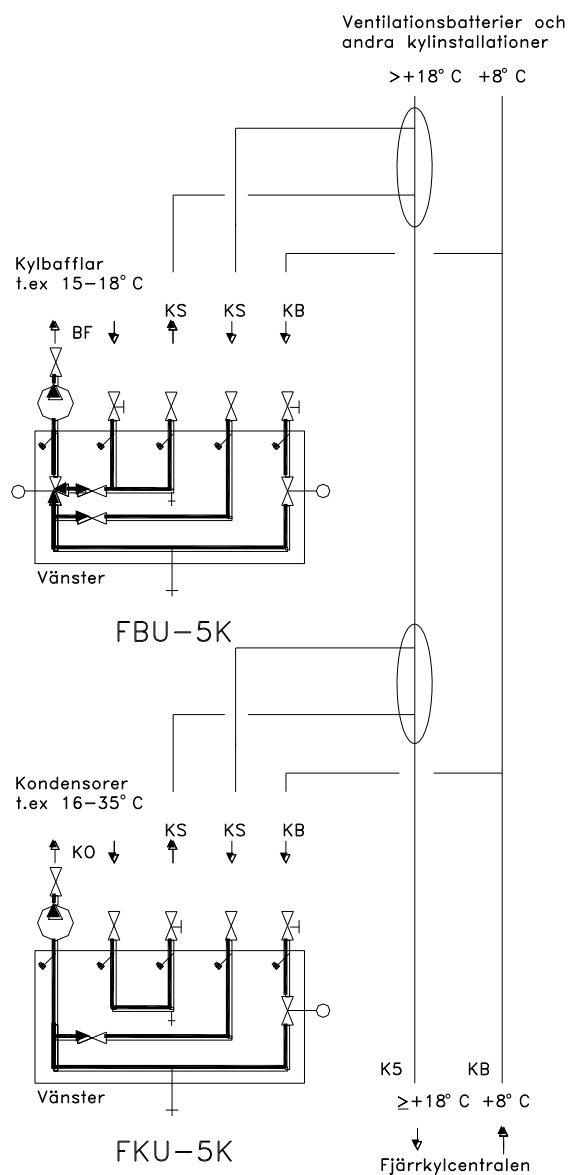 Ventilationsbatterier och
andra kylinstallationer
>+18° C +8° C
Kylbafflar
t.ex 15-18° C
BF
KS
KS
KB
Vänster
FBU-5K
Kondensorer
t.ex 16-35° C
KO
KS
KS
KB
Vänster
FKU-5K
K5
KB
≥+18° C +8° C
Fjärrkylcentralen